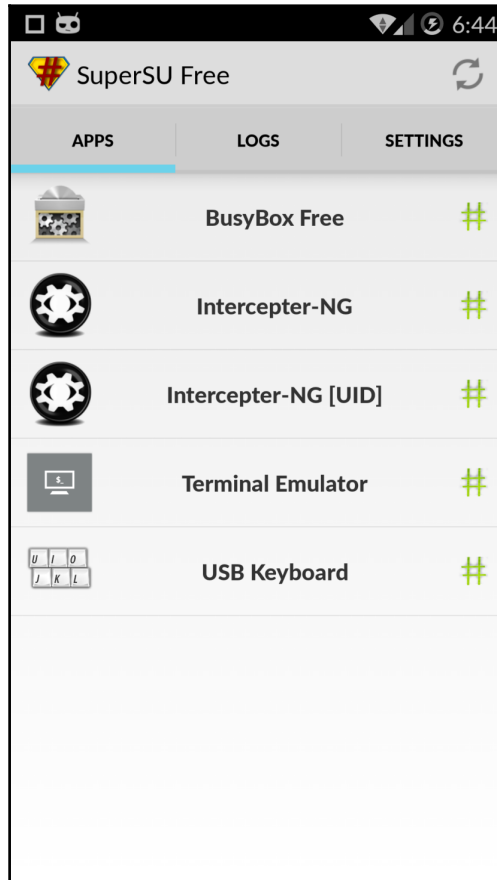 6:44
SuperSU Free
APPS LOGS SETTINGS
BusyBox Free #
Intercepter-NG #
Intercepter-NG [UID] #
$_
Terminal Emulator #
U I O
J K L
USB Keyboard #